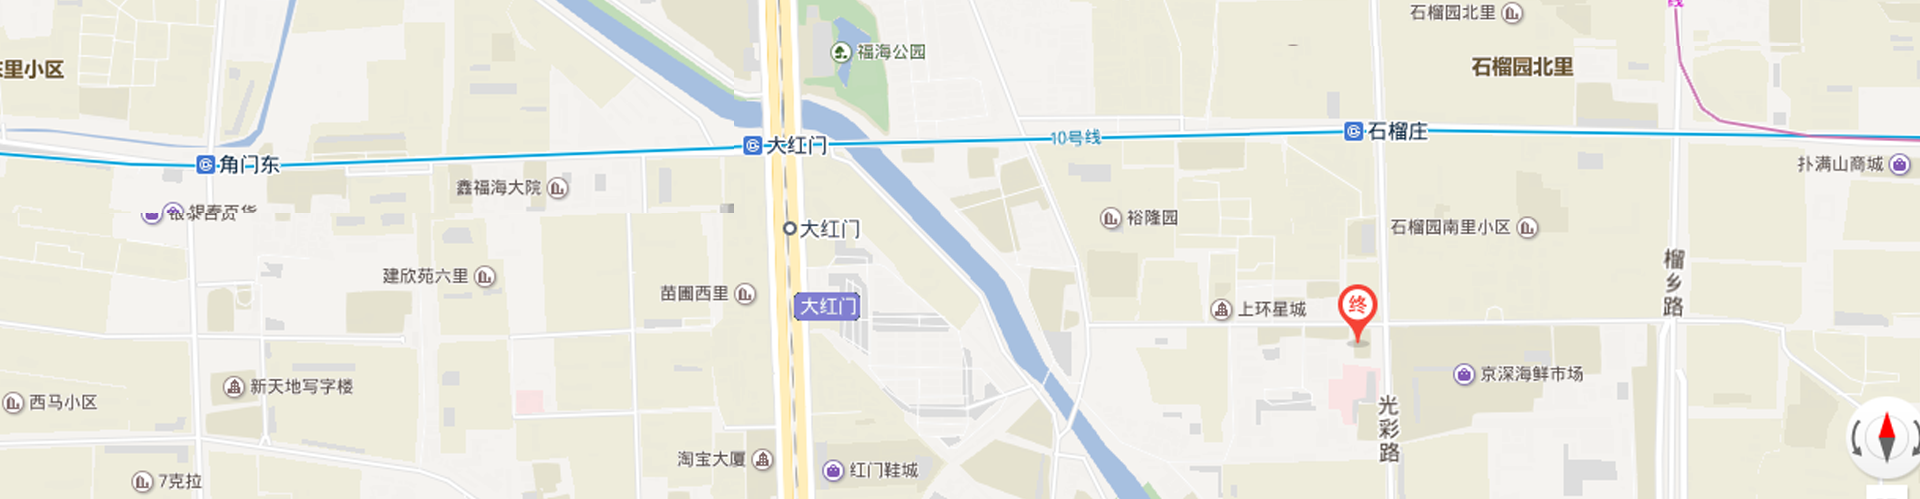 石榴园北里
线
福海公园
里小区
石榴园北里
石榴庄
10号线
大红门
角门东
扑满山商城
鑫福海大院
裕隆园
石榴园南里小区
大红门
榴乡路
建欣苑六里
苗圃西里
大红门
上环星城
终
京深海鲜市场
新天地写字楼
西马小区
光彩路
淘宝大厦
红门鞋城
7克拉